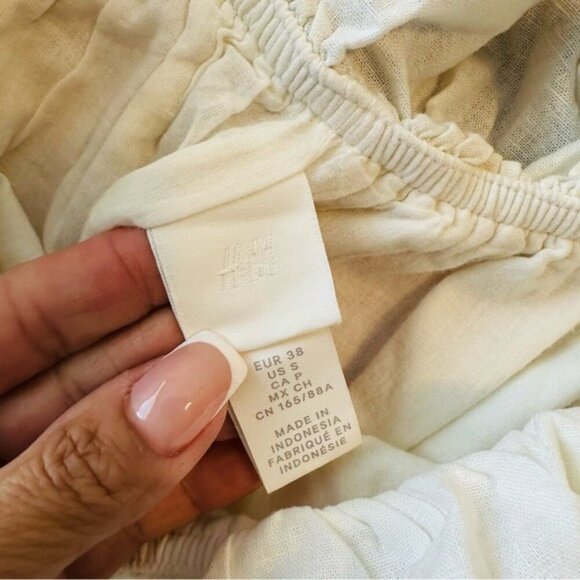 EUR 38
US S
CA P
MX CH
CN 165/88A
MADE IN
INDONESIA
FABRIQUÉ EN
INDONÉSIE